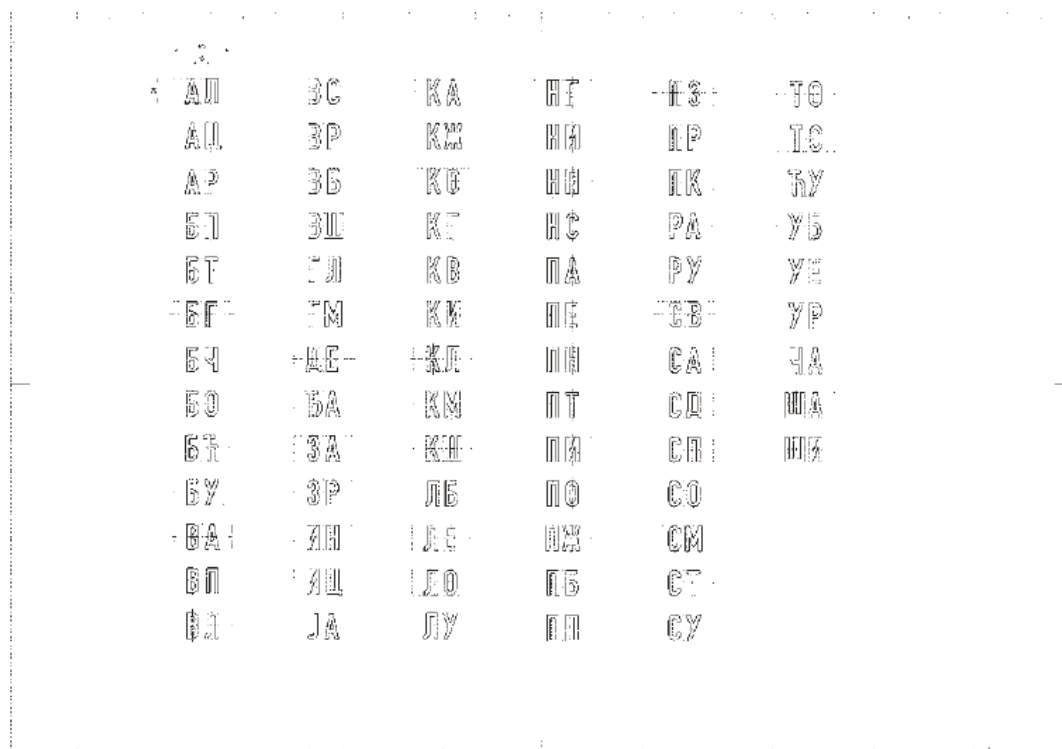 АЛ ВС КА НГ ПЗ ТО
АЦ ВР КЖ НИ ПР ТС
АР ВБ КО ПК ЋУ
БП ВШ КГ НС РА УБ
БТ ГЛ КВ ПА РУ УЕ
БГ ГМ КИ ПЕ СВ УР
БЧ ДЕ КЛ ПН СА ЧА
БО ЂА КМ ПТ СД ША
БЋ ЗА КШ ПИ СП ШИ
БУ ЗР ЛБ ПО СО
ВА ИН ЛЕ ПЖ СМ
ВП ИЦ ЛО ПБ СТ
ВЛ ЈА ЛУ ПП СУ